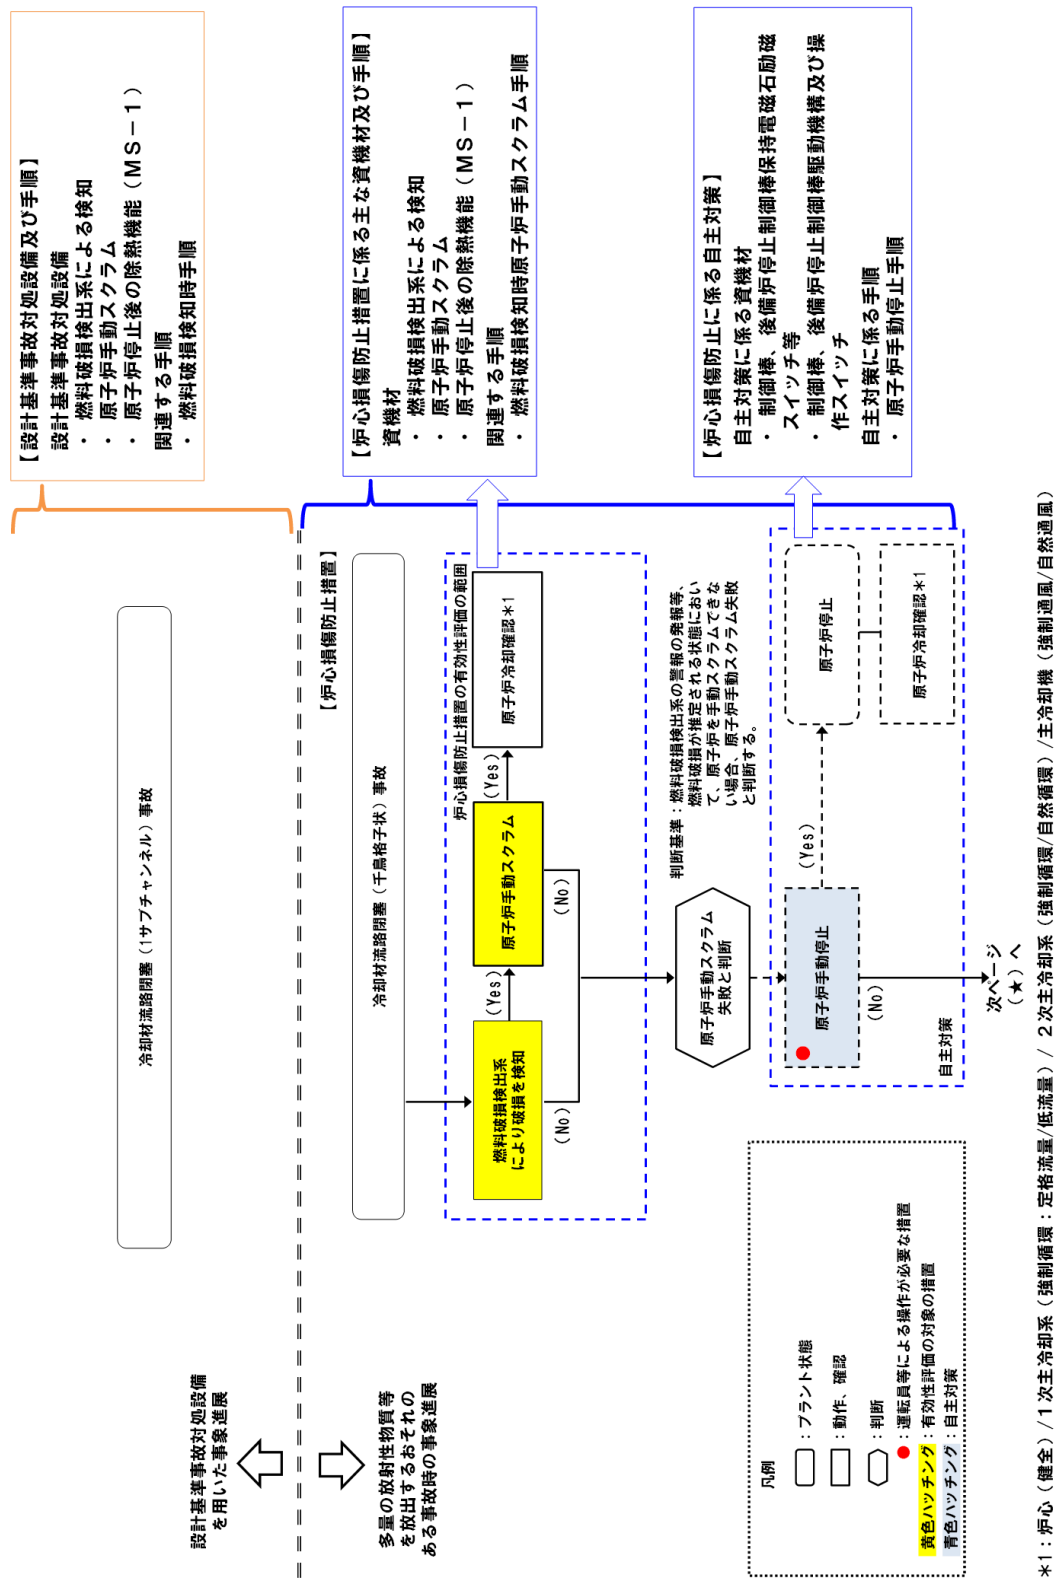 設計基準事故対処設備
を用いた事象進展
多量の放射性物質等
を放出するおそれの
ある事故時の事象進展
冷却材流路閉塞（1サブチャンネル）事故
【設計基準事故対処設備及び手順】
設計基準事故対処設備
・ 燃料破損検出系による検知
・ 原子炉手動スクラム
・ 原子炉停止後の除熱機能（ＭＳ－１）
関連する手順
・ 燃料破損検知時手順
【炉心損傷防止措置】
冷却材流路閉塞（千鳥格子状）事故
炉心損傷防止措置の有効性評価の範囲
燃料破損検出系
により破損を検知
（Yes）
（No）
原子炉手動スクラム
（Yes）
（No）
原子炉冷却確認＊1
【炉心損傷防止措置に係る主な資機材及び手順】
資機材
・ 燃料破損検出系による検知
・ 原子炉手動スクラム
・ 原子炉停止後の除熱機能（ＭＳ－１）
関連する手順
・ 燃料破損検知時原子炉手動スクラム手順
原子炉手動スクラム
失敗と判断
判断基準：燃料破損検出系の警報の発報等、
燃料破損が推定される状態におい
て、原子炉を手動スクラムできな
い場合、原子炉手動スクラム失敗
と判断する。
原子炉手動停止
（Yes）
（No）
原子炉停止
原子炉冷却確認＊1
自主対策
次ページ
（★）へ
【炉心損傷防止に係る自主対策】
自主対策に係る資機材
・ 制御棒、後備炉停止制御棒保持電磁石励磁
スイッチ等
・ 制御棒、後備炉停止制御棒駆動機構及び操
作スイッチ
自主対策に係る手順
・ 原子炉手動停止手順
凡例
：プラント状態
：動作、確認
：判断
：運転員等による操作が必要な措置
黄色ハッチング：有効性評価の対象の措置
青色ハッチング：自主対策
＊1：炉心（健全）/１次主冷却系（強制循環：定格流量/低流量）/ ２次主冷却系（強制循環/自然循環）/主冷却機（強制通風/自然通風）